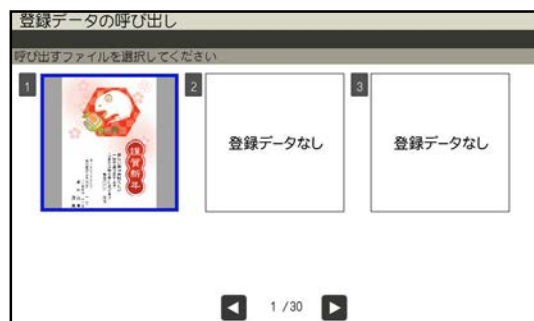 登録データの呼び出し
呼び出すファイルを選択してください
1
謹賀新年
2
登録データなし
3
登録データなし
1 /30